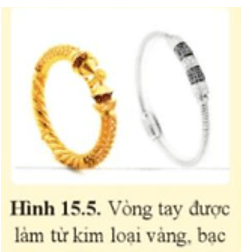 Hình 15.5. Vòng tay được
làm từ kim loại vàng, bạc